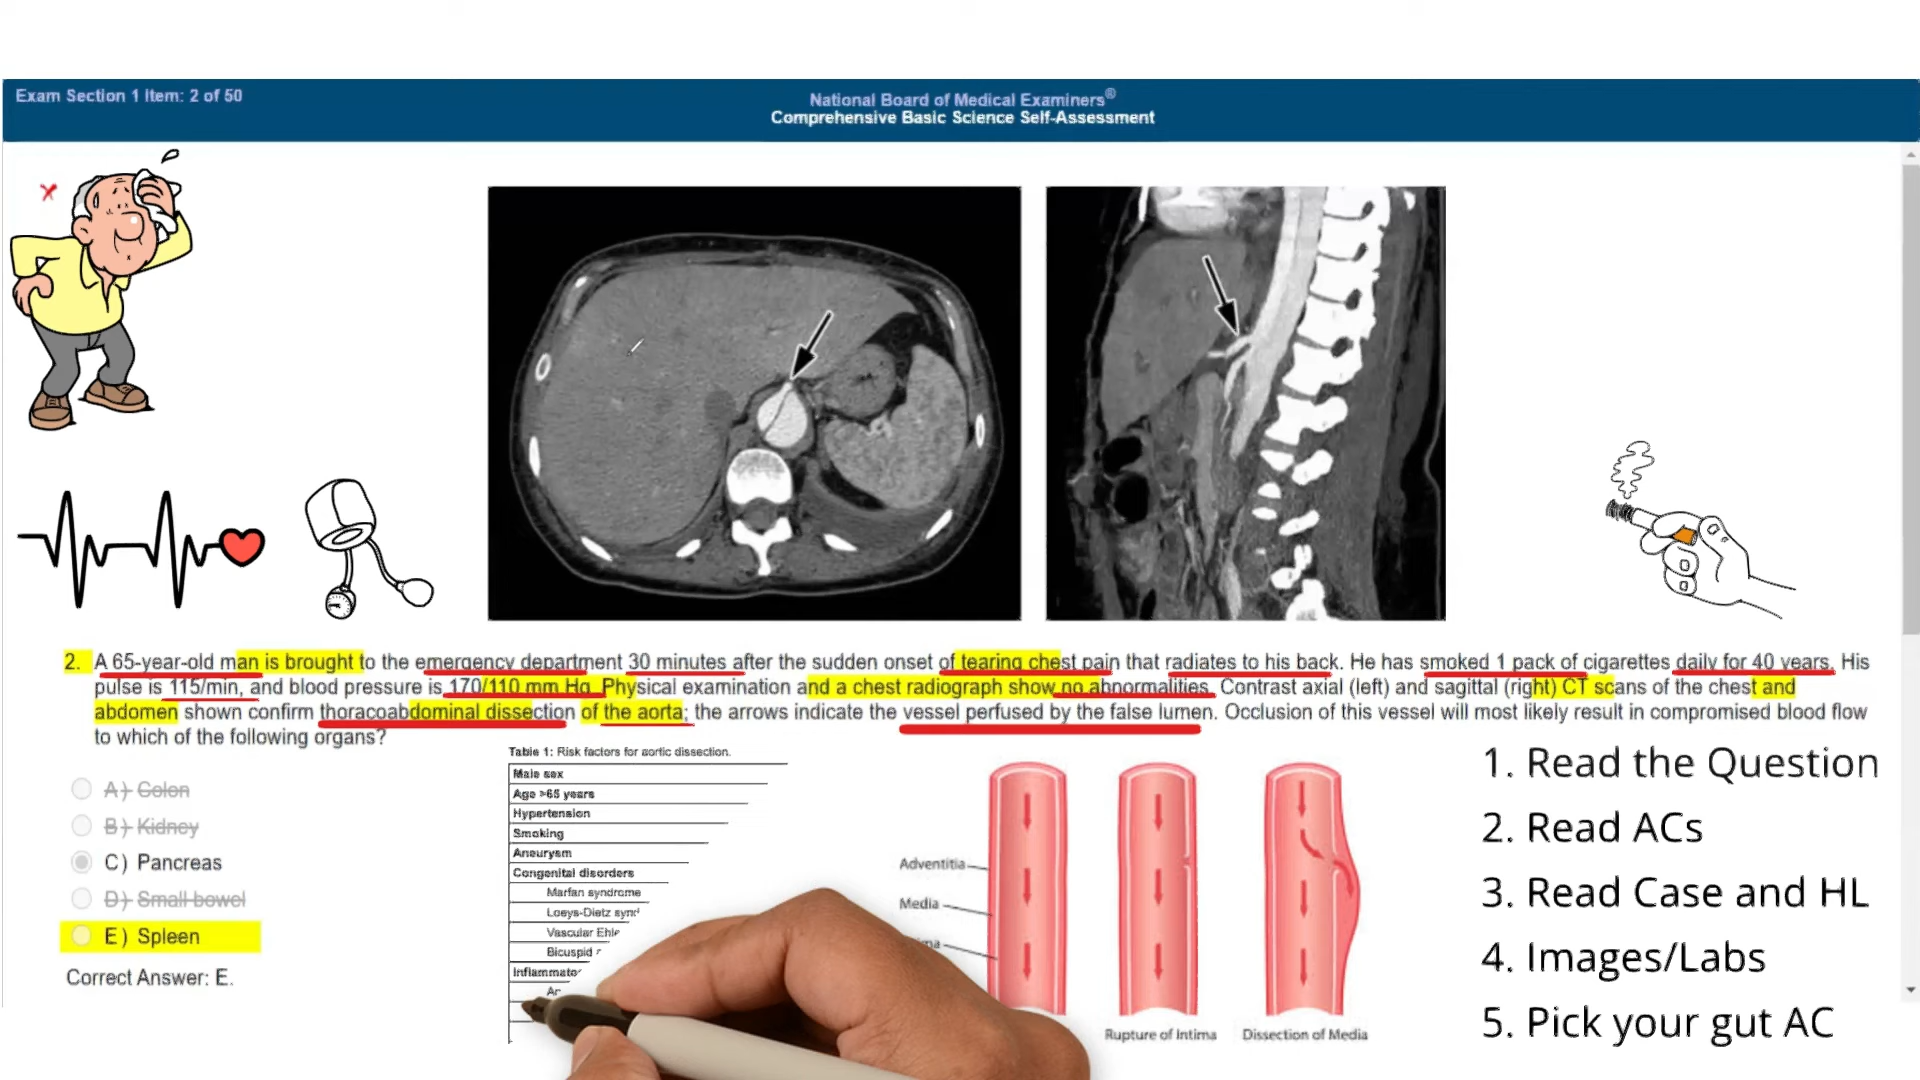 Exam Section 1 Item: 2 of 50
National Board of Medical Examiners®
Comprehensive Basic Science Self-Assessment
2. A 65-year-old man is brought to the emergency department 30 minutes after the sudden onset of tearing chest pain that radiates to his back. He has smoked 1 pack of cigarettes daily for 40 years. His
pulse is 115/min, and blood pressure is 170/110 mm Hg. Physical examination and a chest radiograph show no abnormalities. Contrast axial (left) and sagittal (right) CT scans of the chest and
abdomen shown confirm thoracoabdominal dissection of the aorta; the arrows indicate the vessel perfused by the false lumen. Occlusion of this vessel will most likely result in compromised blood flow
to which of the following organs?
A) Colon
B) Kidney
C) Pancreas
D) Small bowel
E) Spleen
Correct Answer: E.
Table 1: Risk factors for aortic dissection.
Male sex
Age >65 years
Hypertension
Smoking
Aneurysm
Congenital disorders
Marfan syndrome
Loeys-Dietz
Vascular
Bicuspid
Adventitia
Media
Rupture of Intima
Dissection of Media
1. Read the Question
2. Read ACs
3. Read Case and HL
4. Images/Labs
5. Pick your gut AC